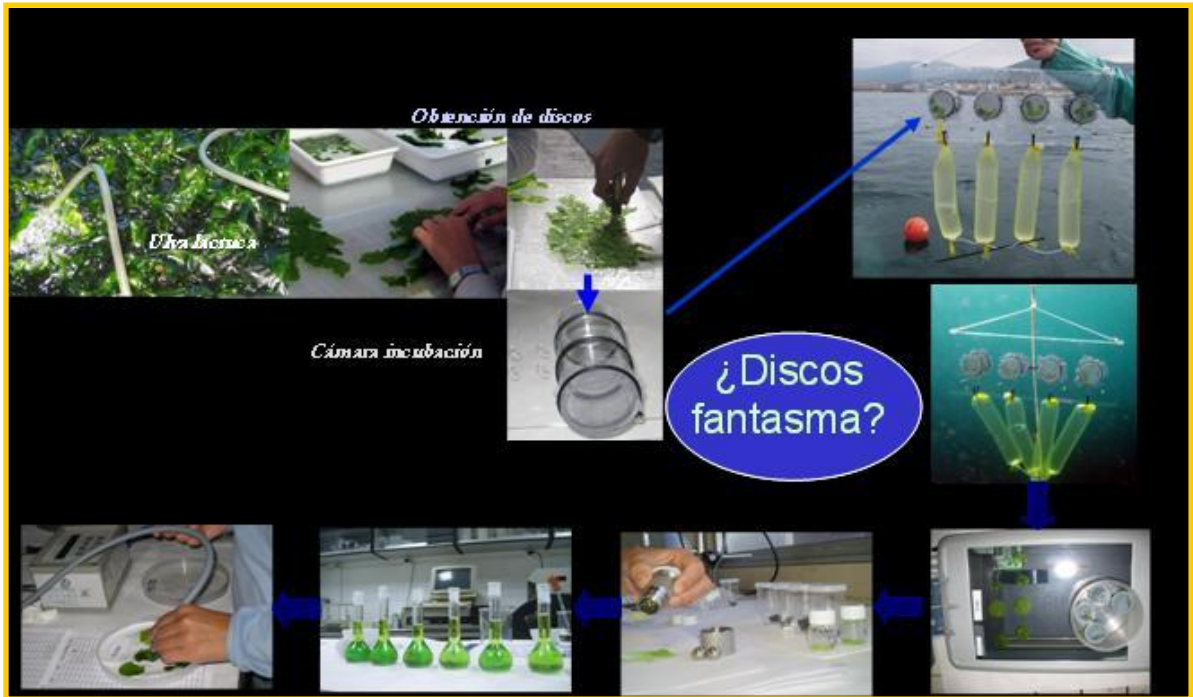 Obtención de discos
Ulva lactuca
Cámara incubación
¿Discos
fantasma?